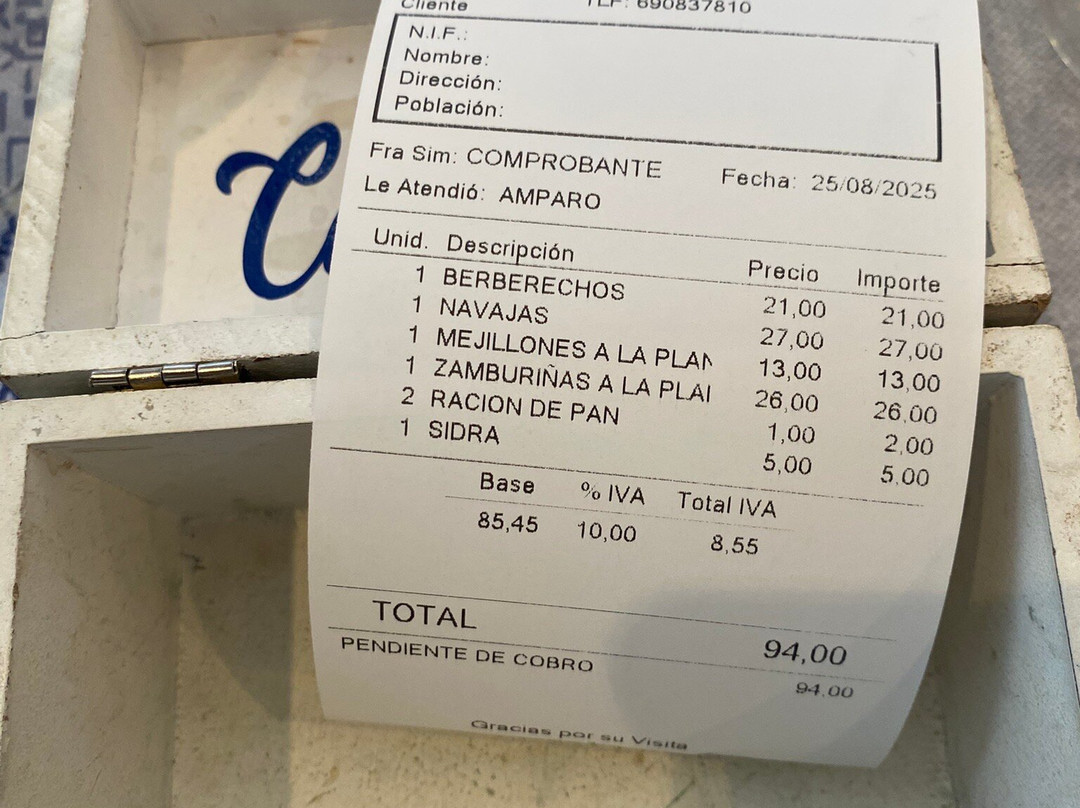 Cliente TLF: 690837810
N.I.F.:
Nombre:
Dirección:
Población:
Fra Sim: COMPROBANTE Fecha: 25/08/2025
Le Atendió: AMPARO
Unid. Descripción Precio Importe
1 BERBERECHOS 21,00 21,00
1 NAVAJAS 27,00 27,00
1 MEJILLONES A LA PLAN 13,00 13,00
1 ZAMBURIÑAS A LA PLAI 26,00 26,00
2 RACION DE PAN 1,00 2,00
1 SIDRA 5,00 5,00
Base % IVA Total IVA
85,45 10,00 8,55
TOTAL 94,00
PENDIENTE DE COBRO 94,00
Gracias por su Visita